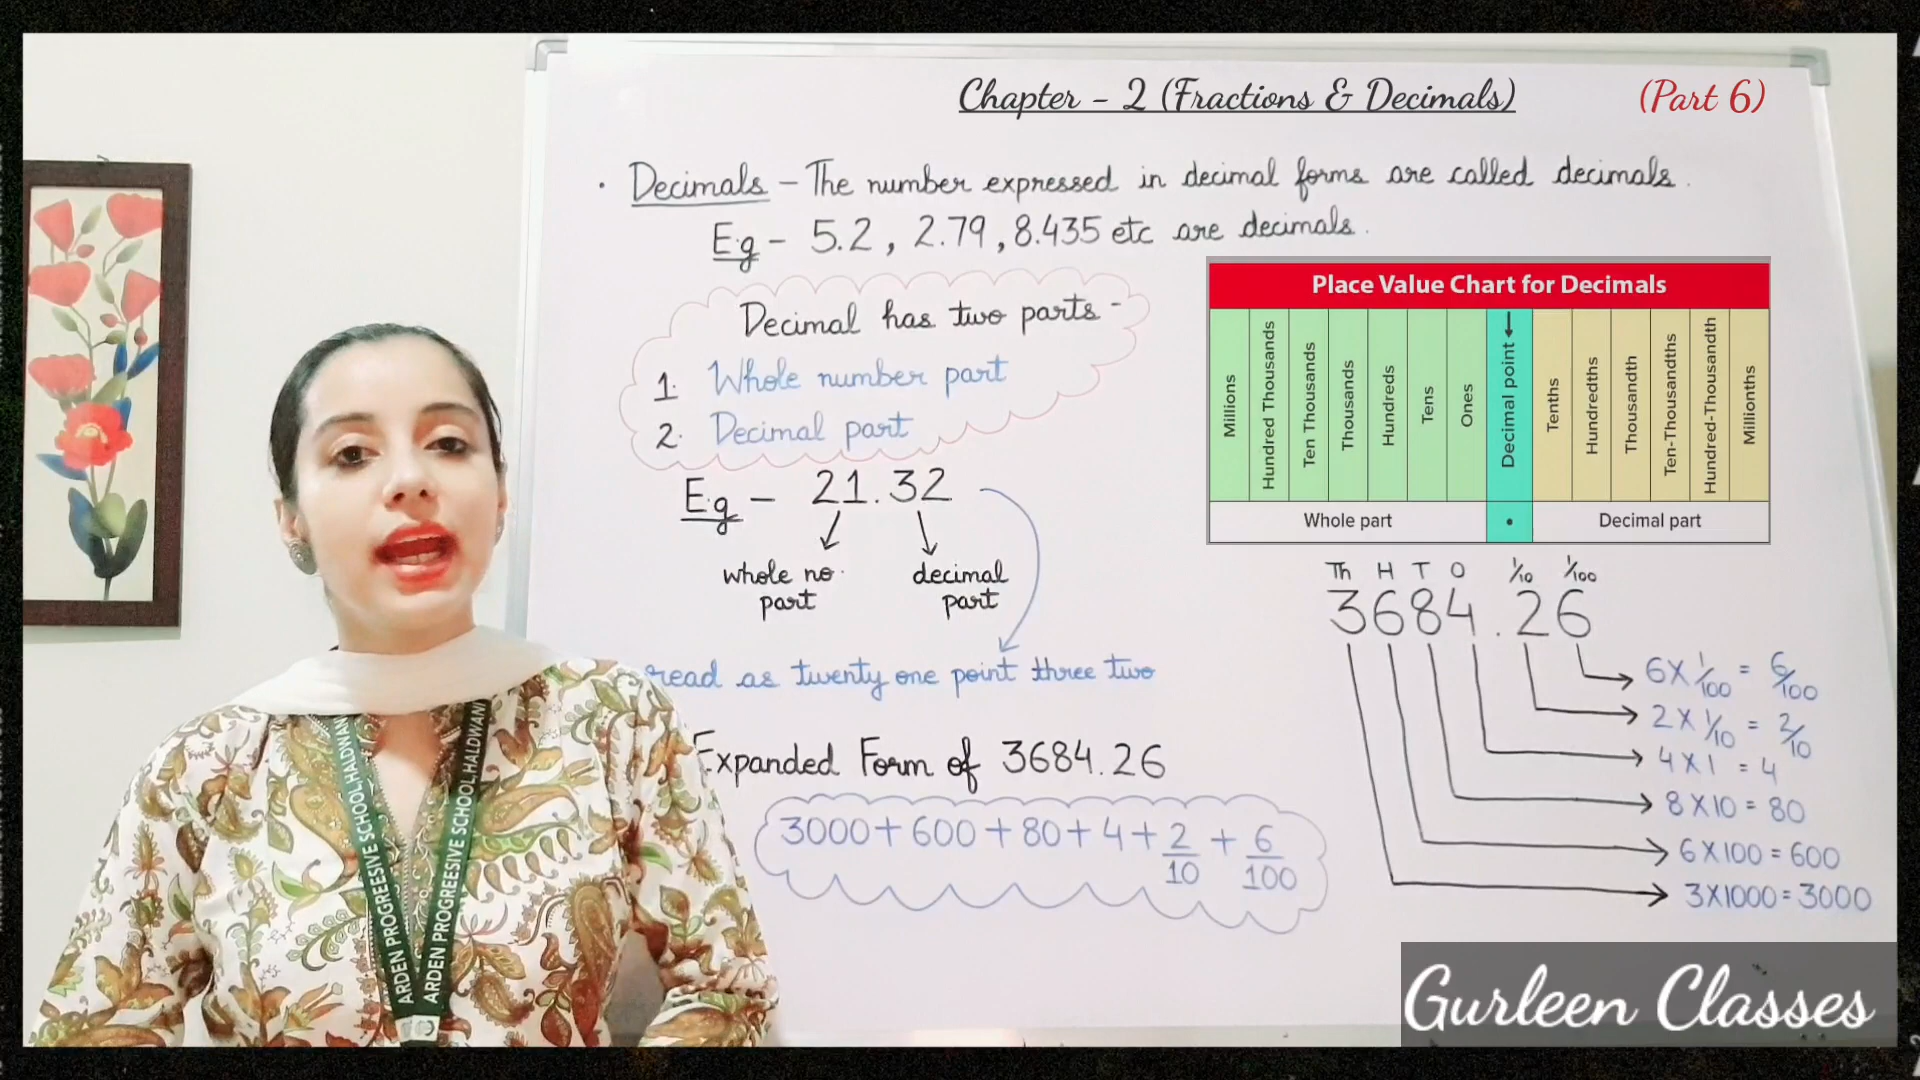 Chapter - 2 (Fractions & Decimals) (Part 6)
· Decimals - The number expressed in decimal forms are called decimals.
E.g - 5.2, 2.79, 8.435 etc are decimals.
Decimal has two parts -
1. Whole number part
2. Decimal part
E.g - 21.32
whole no. part
decimal part
read as twenty one point three two
Expanded Form of 3684.26
3000 + 600 + 80 + 4 + 2/10 + 6/100
Place Value Chart for Decimals
Millions
Hundred Thousands
Ten Thousands
Thousands
Hundreds
Tens
Ones
Decimal point
Tenths
Hundredths
Thousandth
Ten-Thousandths
Hundred-Thousandth
Millionths
Whole part • Decimal part
Th H T O 1/10 1/100
3684.26
6 X 1/100 = 6/100
2 X 1/10 = 2/10
4 X 1 = 4
8 X 10 = 80
6 X 100 = 600
3 X 1000 = 3000
ARDEN PROGREESIVE SCHOOL,HALDWANI
ARDEN PROGREESIVE SCHOOL,HALDWANI
Gurleen Classes